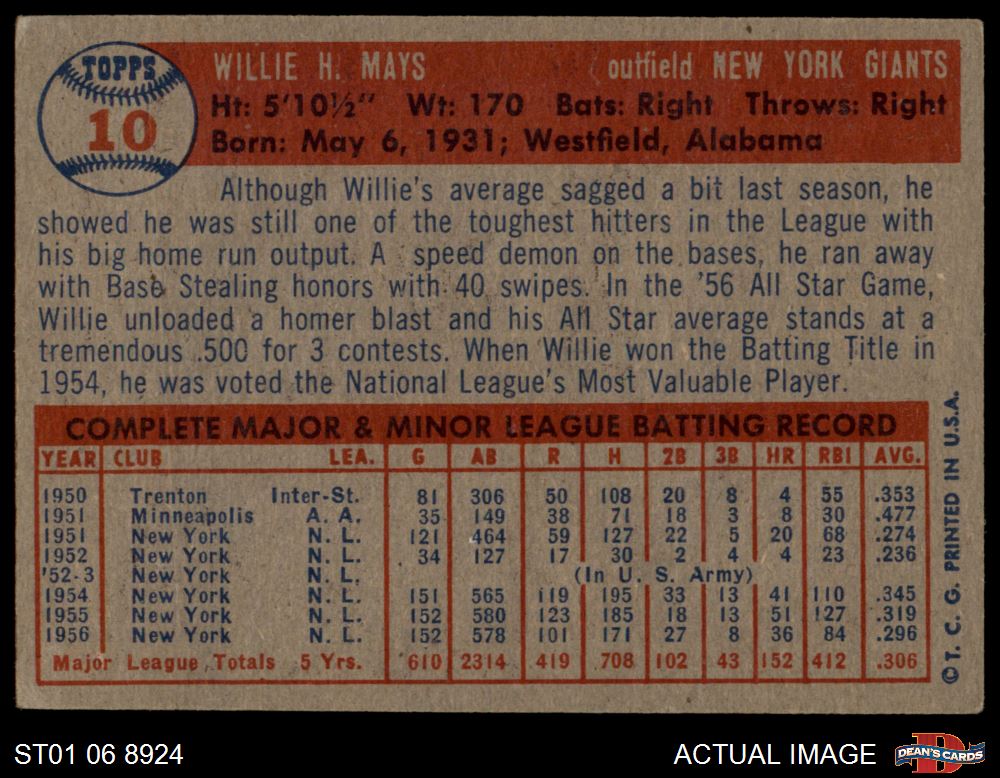 TOPPS
10
WILLIE H. MAYS outfield NEW YORK GIANTS
Ht: 5'10½" Wt: 170 Bats: Right Throws: Right
Born: May 6, 1931; Westfield, Alabama
Although Willie's average sagged a bit last season, he
showed he was still one of the toughest hitters in the League with
his big home run output. A speed demon on the bases, he ran away
with Base Stealing honors with 40 swipes. In the '56 All Star Game,
Willie unloaded a homer blast and his All Star average stands at a
tremendous .500 for 3 contests. When Willie won the Batting Title in
1954, he was voted the National League's Most Valuable Player.
COMPLETE MAJOR & MINOR LEAGUE BATTING RECORD
YEAR CLUB LEA. G AB R H 2B 3B HR RBI AVG.
1950 Trenton Inter-St. 81 306 50 108 20 8 4 55 .353
1951 Minneapolis A. A. 35 149 38 71 18 3 8 30 .477
1951 New York N. L. 121 464 59 127 22 5 20 68 .274
1952 New York N. L. 34 127 17 30 2 4 4 23 .236
'52-3 New York N. L. (In U. S. Army)
1954 New York N. L. 151 565 119 195 33 13 41 110 .345
1955 New York N. L. 152 580 123 185 18 13 51 127 .319
1956 New York N. L. 152 578 101 171 27 8 36 84 .296
Major League Totals 5 Yrs. 610 2314 419 708 102 43 152 412 .306
©T. C. G. PRINTED IN U.S.A.
ST01 06 8924
ACTUAL IMAGE
D
DEAN'S CARDS